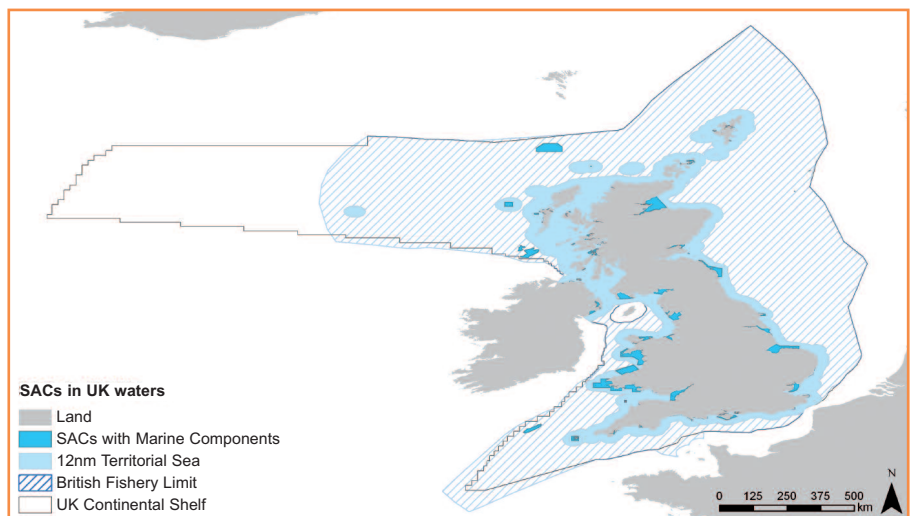 SACs in UK waters
Land
SACs with Marine Components
12nm Territorial Sea
British Fishery Limit
UK Continental Shelf
N
0 125 250 375 500
km